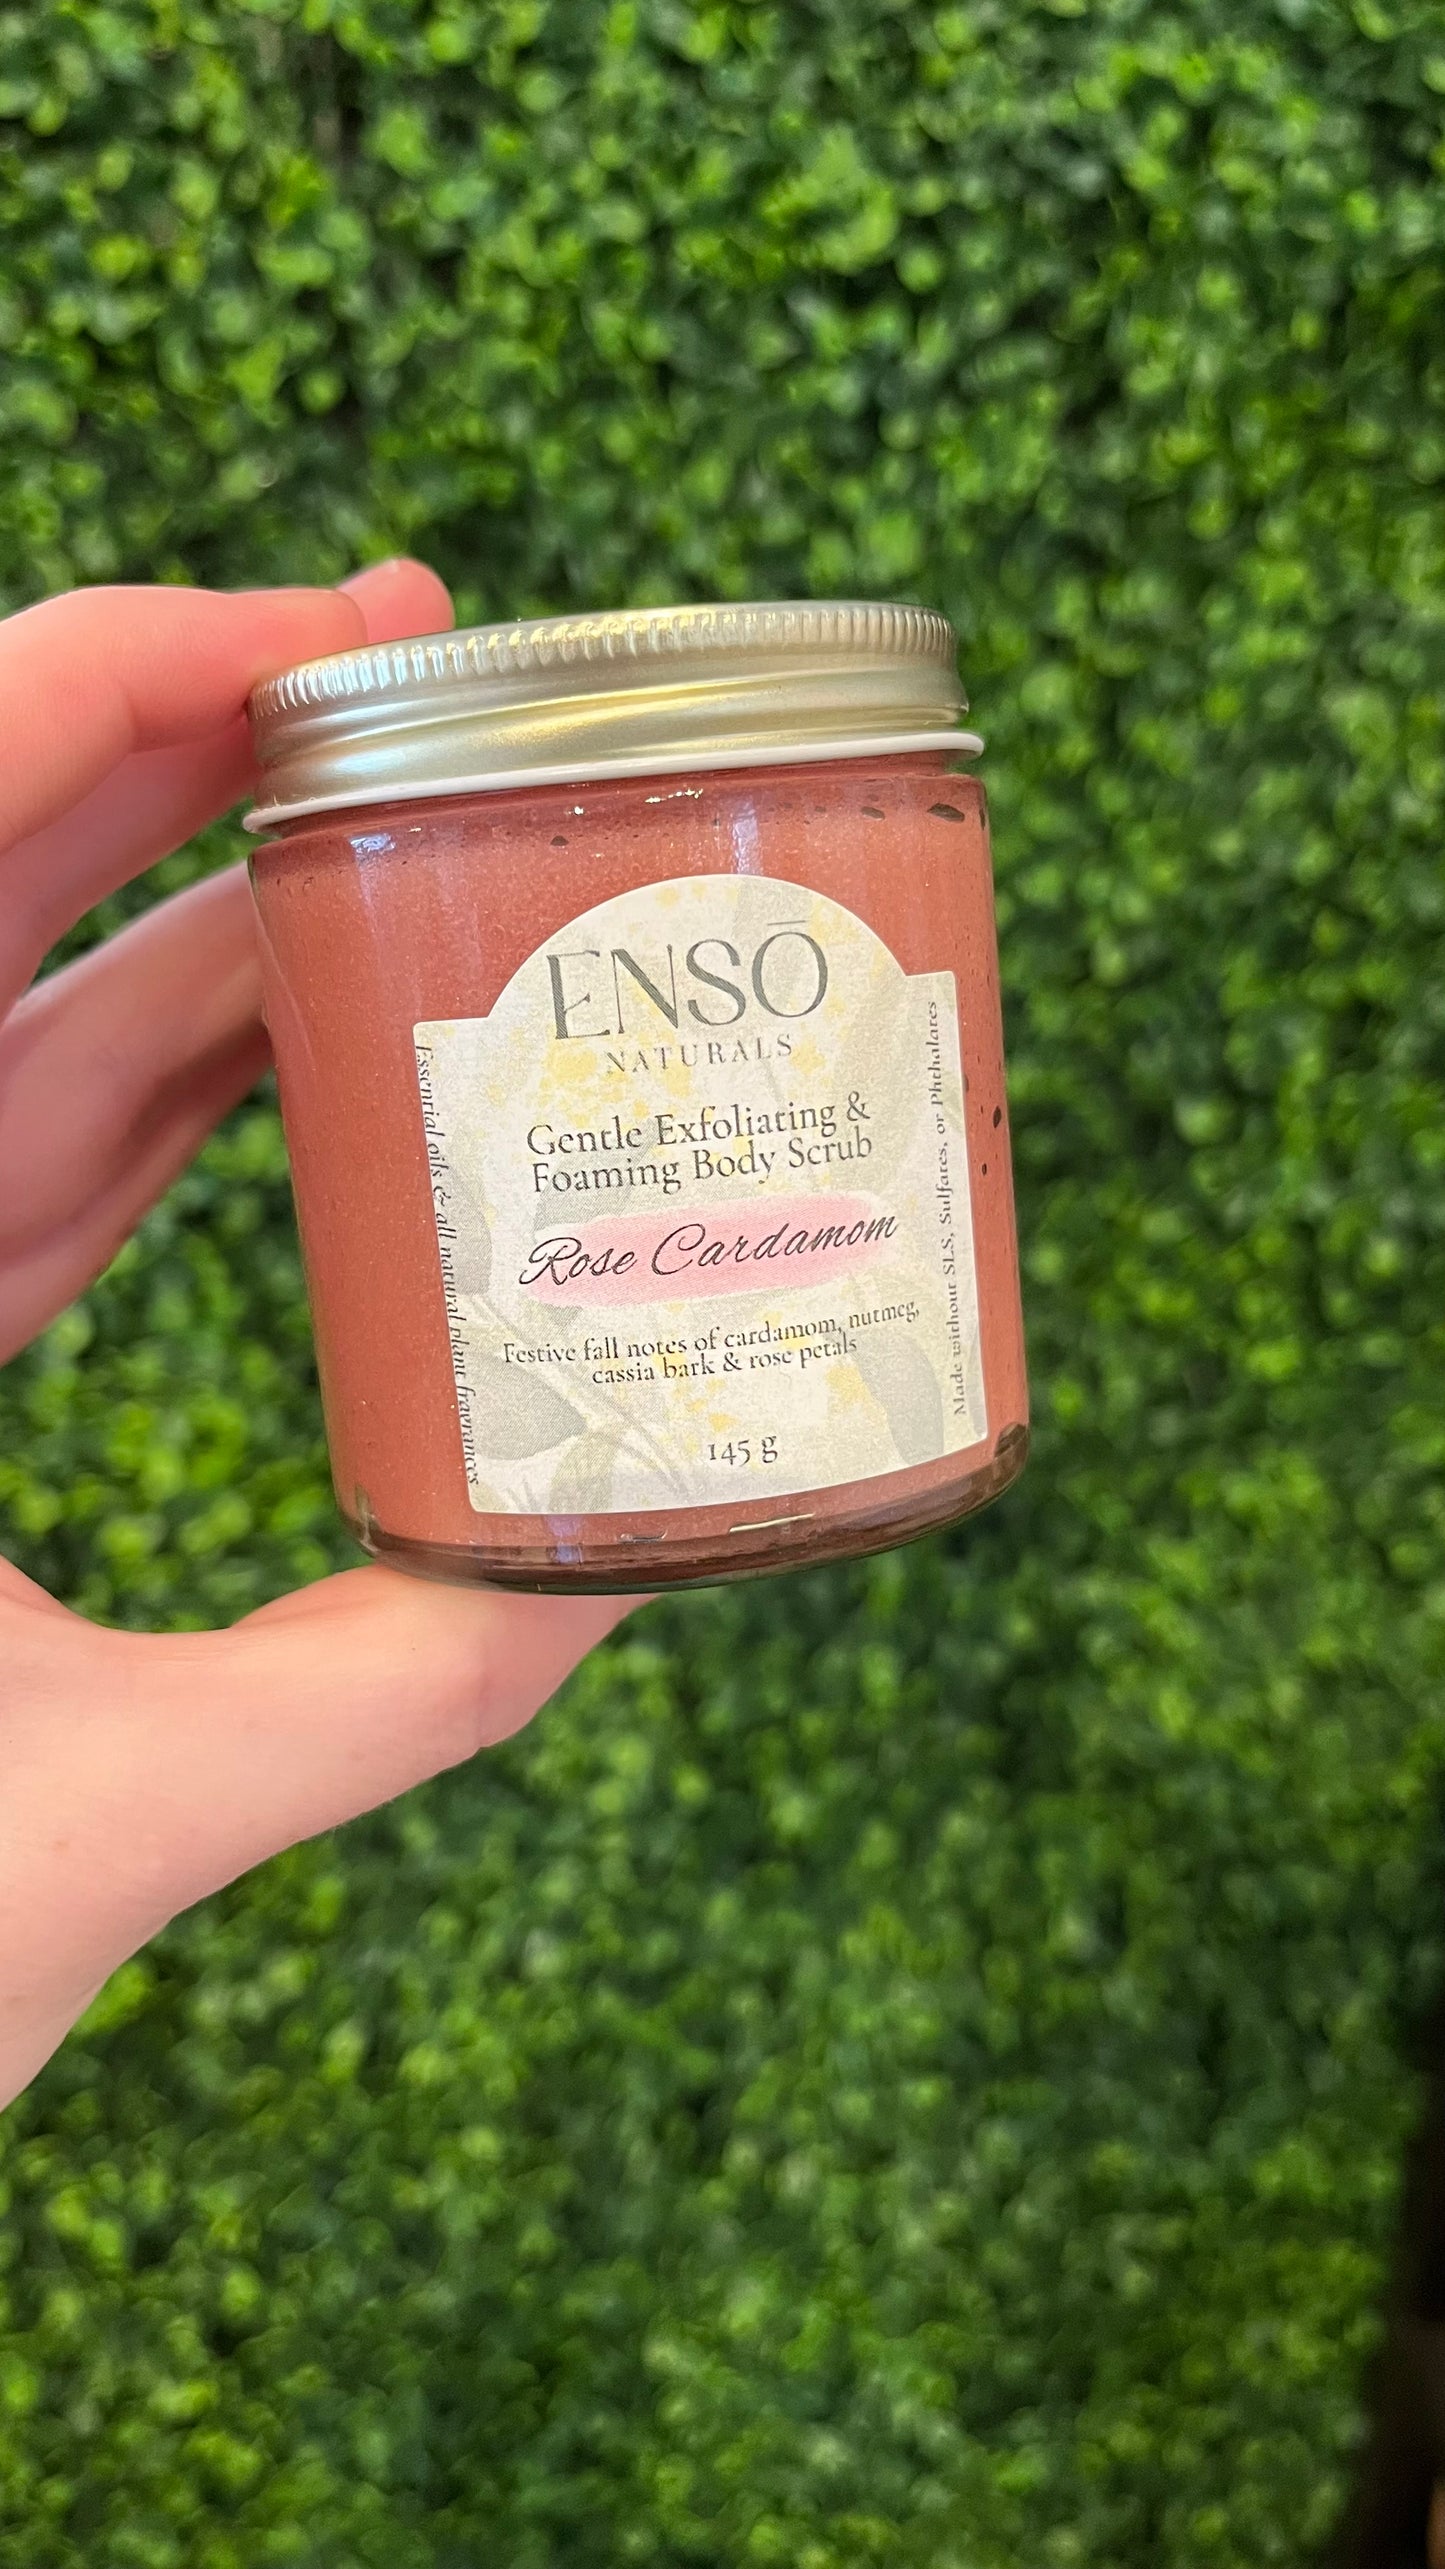 ENSŌ
NATURALS
Gentle Exfoliating &
Foaming Body Scrub
Rose Cardamom
Festive fall notes of cardamom, nutmeg,
cassia bark & rose petals
145 g
Essential oils & all natural plant fragrances
Made without SLS, Sulfates, or Phthalates